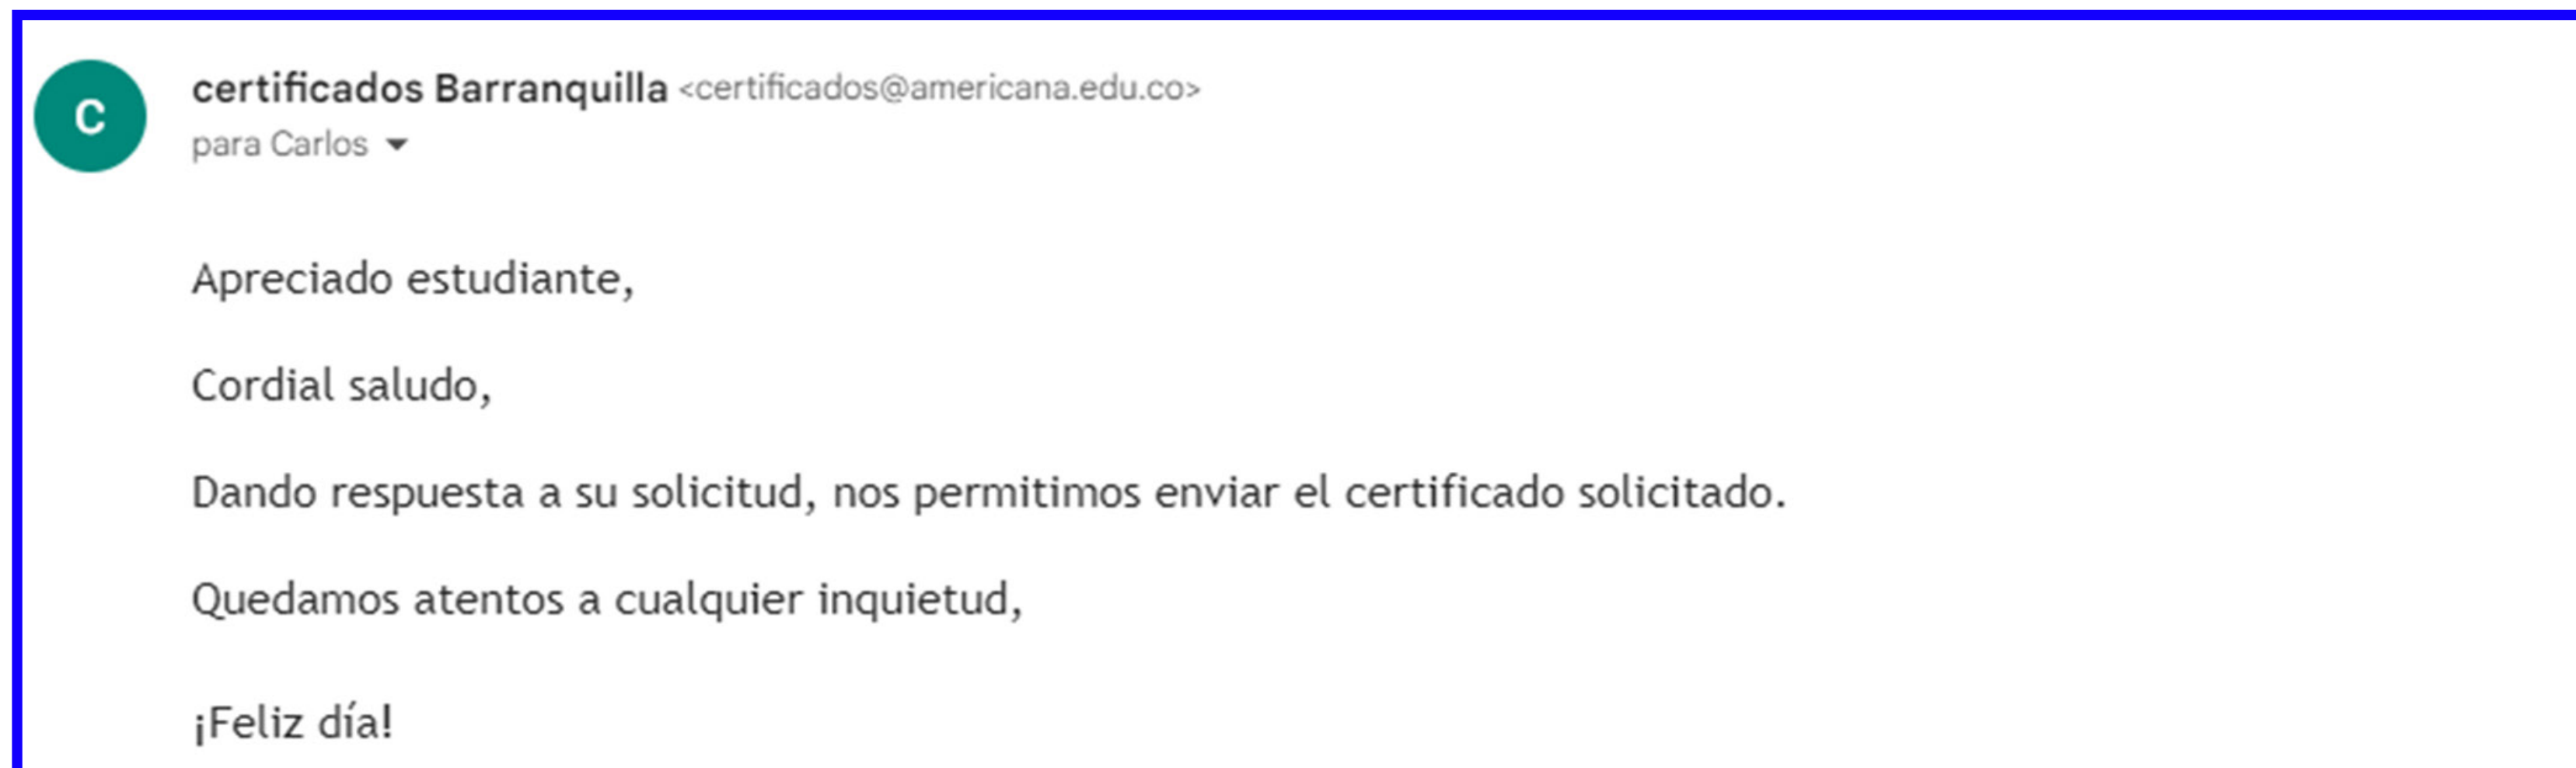 C
certificados Barranquilla <certificados@americana.edu.co>
para Carlos
Apreciado estudiante,
Cordial saludo,
Dando respuesta a su solicitud, nos permitimos enviar el certificado solicitado.
Quedamos atentos a cualquier inquietud,
¡Feliz día!